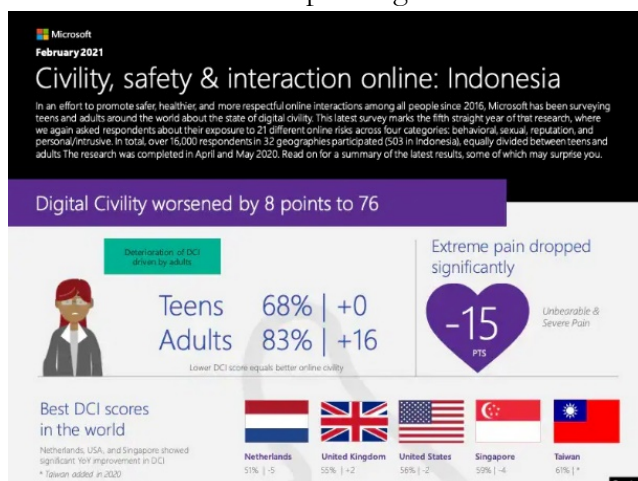 Microsoft
February 2021
Civility, safety & interaction online: Indonesia
In an effort to promote safer, healthier, and more respectful online interactions among all people since 2016, Microsoft has been surveying
teens and adults around the world about the state of digital civility. This latest survey marks the fifth straight year of that research, where
we again asked respondents about their exposure to 21 different online risks across four categories: behavioral, sexual, reputation, and
personal/intrusive. In total, over 16,000 respondents in 32 geographies participated (503 in Indonesia), equally divided between teens and
adults The research was completed in April and May 2020. Read on for a summary of the latest results, some of which may surprise you.
Digital Civility worsened by 8 points to 76
Deterioration of DCI
driven by adults
Teens 68% | +0
Adults 83% | +16
Lower DCI score equals better online civility
Extreme pain dropped
significantly
-15
PTS
Unbearable &
Severe Pain
Best DCI scores
in the world
Netherlands, USA, and Singapore showed
significant YoY improvement in DCI
* Taiwan added in 2020
Netherlands
51% | -5
United Kingdom
55% | +2
United States
56% | -2
Singapore
59% | -4
Taiwan
61% | *